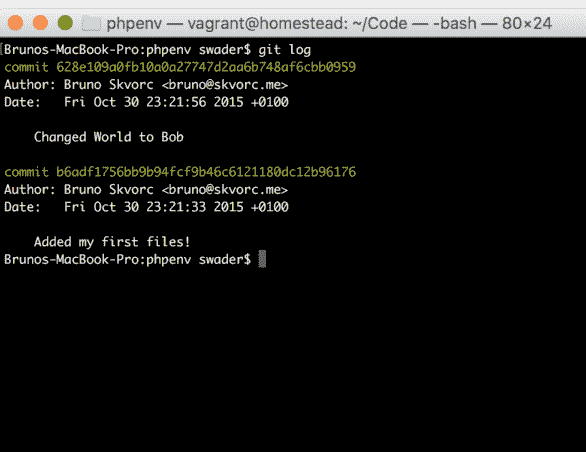 phpenv — vagrant@homestead: ~/Code — -bash — 80×24
Brunos-MacBook-Pro:phpenv swader$ git log
commit 628e109a0fb10a0a27747d2aa6b748af6cbb0959
Author: Bruno Skvorc <bruno@skvorc.me>
Date:   Fri Oct 30 23:21:56 2015 +0100
Changed World to Bob
commit b6adf1756bb9b94fcf9b46c6121180dc12b96176
Author: Bruno Skvorc <bruno@skvorc.me>
Date:   Fri Oct 30 23:21:33 2015 +0100
Added my first files!
Brunos-MacBook-Pro:phpenv swader$